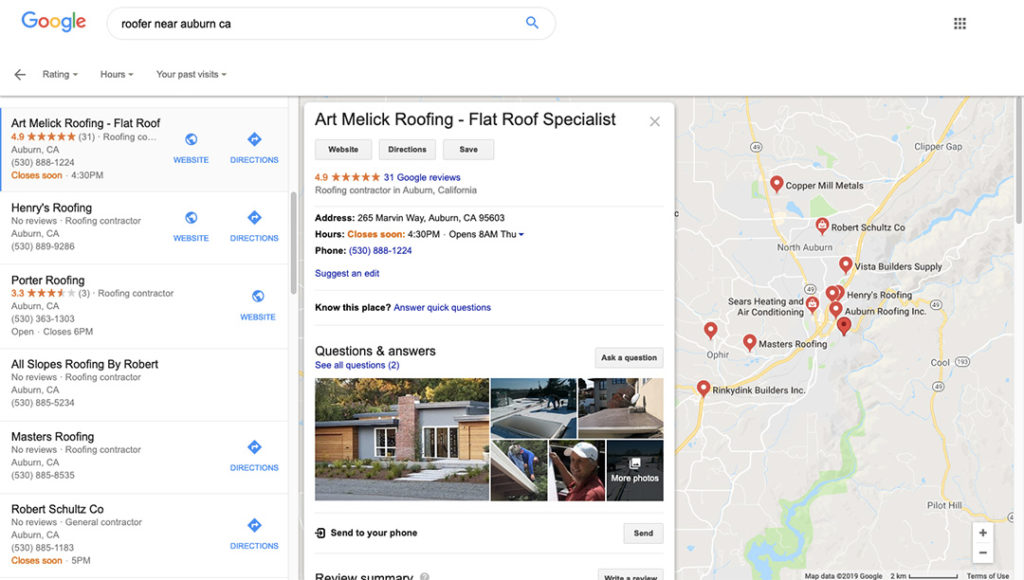 Google
roofer near auburn ca
Rating
Hours
Your past visits
Art Melick Roofing - Flat Roof
4.9 (31) · Roofing co…
Auburn, CA
(530) 888-1224
Closes soon · 4:30PM
WEBSITE
DIRECTIONS
Henry's Roofing
No reviews · Roofing contractor
Auburn, CA
(530) 889-9286
WEBSITE
DIRECTIONS
Porter Roofing
3.3 (3) · Roofing contractor
Auburn, CA
(530) 363-1303
Open · Closes 6PM
WEBSITE
All Slopes Roofing By Robert
No reviews · Roofing contractor
Auburn, CA
(530) 885-5234
Masters Roofing
No reviews · Roofing contractor
Auburn, CA
(530) 885-8535
DIRECTIONS
Robert Schultz Co
No reviews · General contractor
Auburn, CA
(530) 885-1183
Closes soon · 5PM
DIRECTIONS
Art Melick Roofing - Flat Roof Specialist
Website
Directions
Save
4.9 31 Google reviews
Roofing contractor in Auburn, California
Address: 265 Marvin Way, Auburn, CA 95603
Hours: Closes soon: 4:30PM · Opens 8AM Thu
Phone: (530) 888-1224
Suggest an edit
Know this place? Answer quick questions
Questions & answers
See all questions (2)
Ask a question
More photos
Send to your phone
Send
Review summary
Write a review
49
Clipper Gap
Copper Mill Metals
Robert Schultz Co
North Auburn
Vista Builders Supply
49
Henry's Roofing
Sears Heating and
Air Conditioning
Auburn Roofing Inc.
49
Masters Roofing
Ophir
Cool
193
49
Rinkydink Builders Inc.
Pilot Hill
Map data ©2019 Google
2 km
Terms of Use